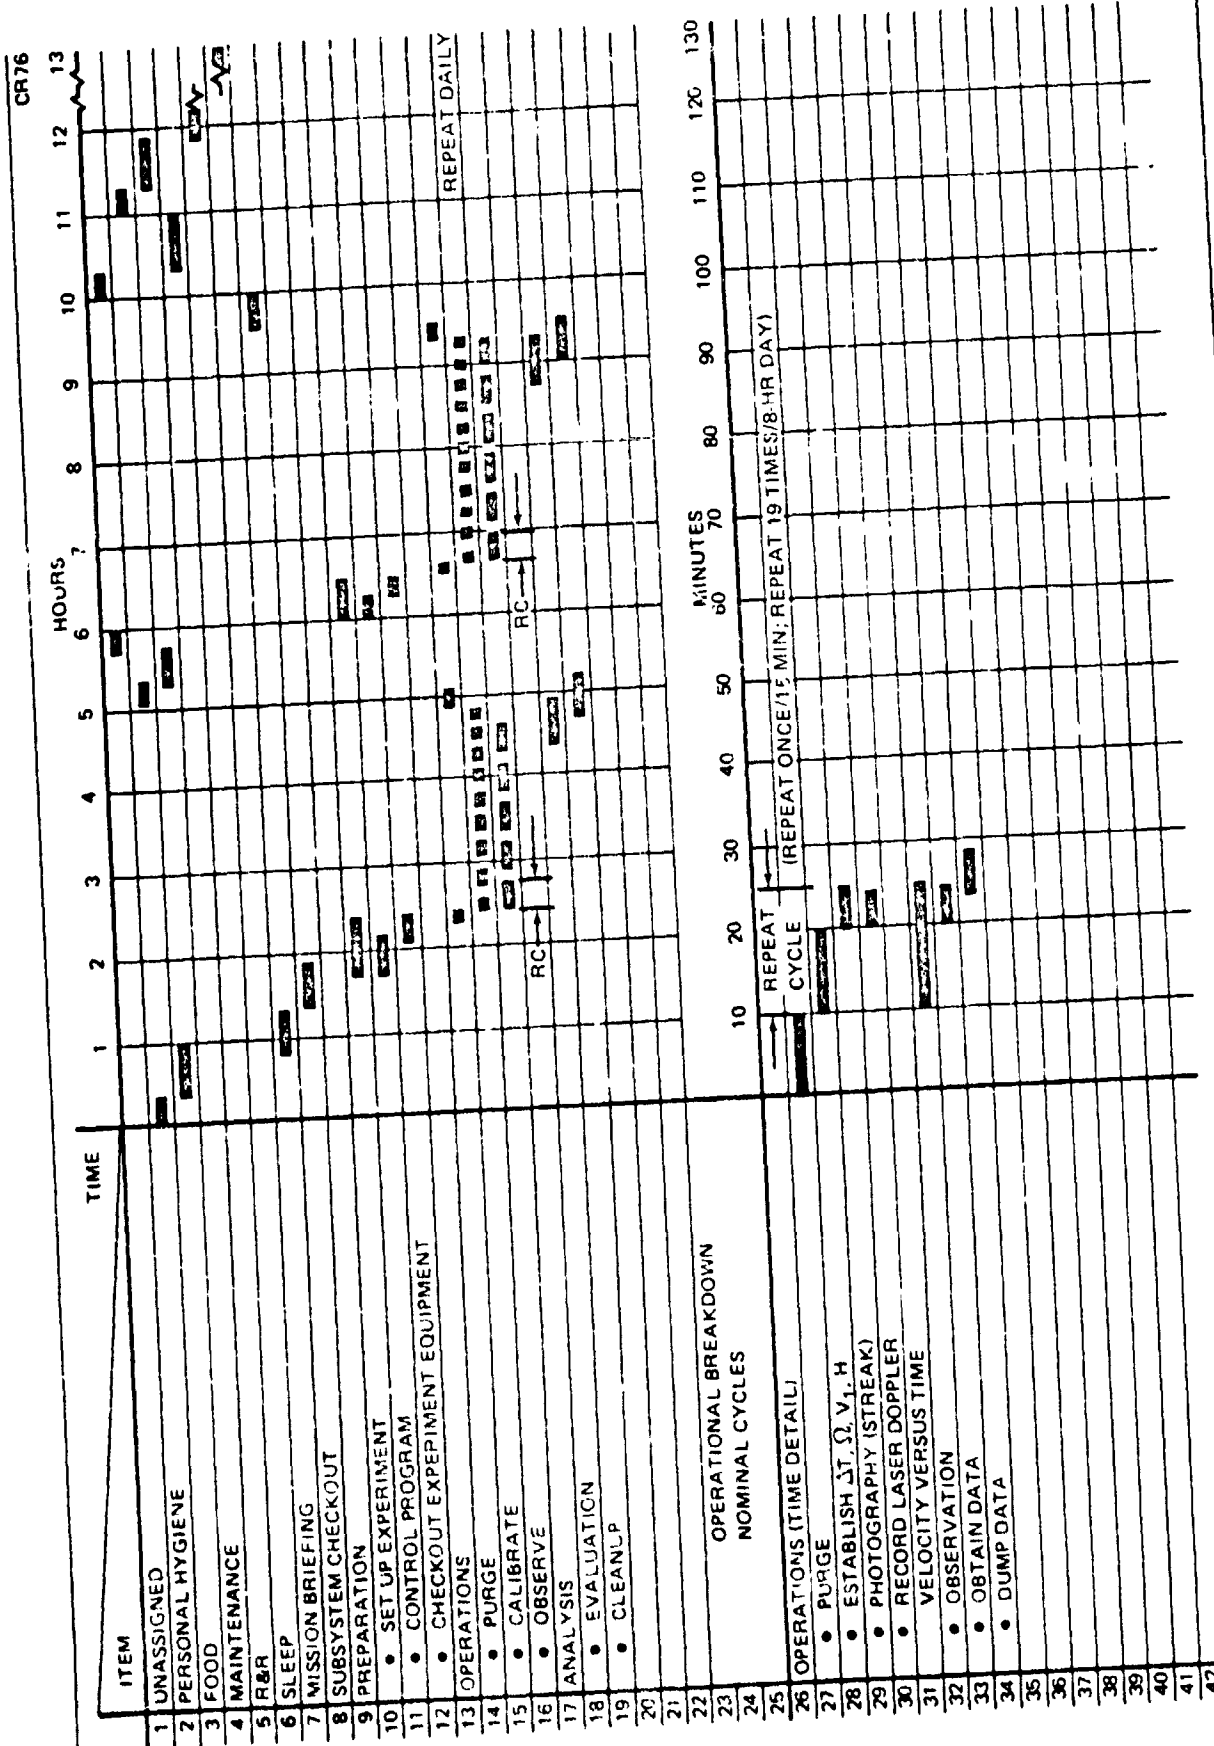 CR76
TIME
HOURS
1 2 3 4 5 6 7 8 9 10 11 12 13
ITEM
1 UNASSIGNED
2 PERSONAL HYGIENE
3 FOOD
4 MAINTENANCE
5 R&R
6 SLEEP
7 MISSION BRIEFING
8 SUBSYSTEM CHECKOUT
9 PREPARATION
10 • SET UP EXPERIMENT
11 • CONTROL PROGRAM
12 • CHECKOUT EXPERIMENT EQUIPMENT
REPEAT DAILY
13 OPERATIONS
14 • PURGE
15 • CALIBRATE
16 • OBSERVE
RC RC
17 ANALYSIS
18 • EVALUATION
19 • CLEANUP
20
21
22
OPERATIONAL BREAKDOWN
23
NOMINAL CYCLES
MINUTES
24
10 20 30 40 50 60 70 80 90 100 110 120 130
25
REPEAT
CYCLE
(REPEAT ONCE/15 MIN; REPEAT 19 TIMES/8-HR DAY)
26 OPERATIONS (TIME DETAIL)
27 • PURGE
28 • ESTABLISH ΔT, Ω, V1, H
29 • PHOTOGRAPHY (STREAK)
30 • RECORD LASER DOPPLER
31 VELOCITY VERSUS TIME
32 • OBSERVATION
33 • OBTAIN DATA
34 • DUMP DATA
35
36
37
38
39
40
41
42